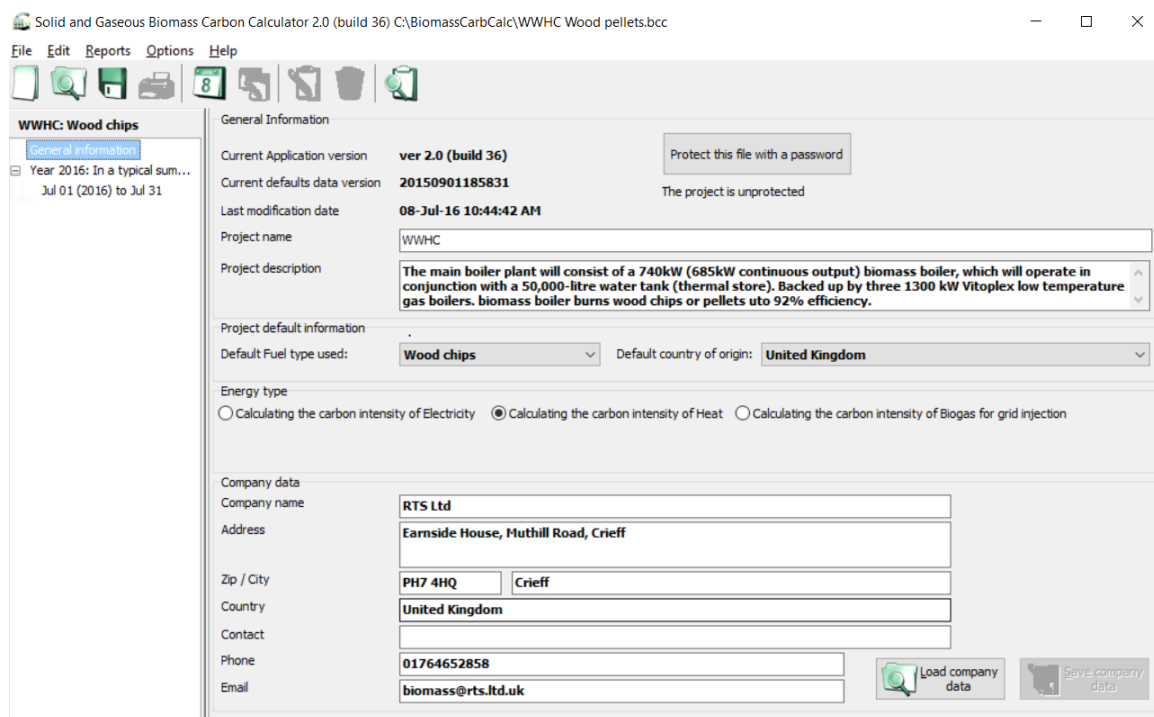 Solid and Gaseous Biomass Carbon Calculator 2.0 (build 36) C:\BiomassCarbCalc\WWHC Wood pellets.bcc
File Edit Reports Options Help
8
WWHC: Wood chips
General information
Year 2016: In a typical sum...
Jul 01 (2016) to Jul 31
General Information
Current Application version ver 2.0 (build 36)
Protect this file with a password
Current defaults data version 20150901185831
The project is unprotected
Last modification date 08-Jul-16 10:44:42 AM
Project name WWHC
Project description
The main boiler plant will consist of a 740kW (685kW continuous output) biomass boiler, which will operate in
conjunction with a 50,000-litre water tank (thermal store). Backed up by three 1300 kW Vitoplex low temperature
gas boilers. biomass boiler burns wood chips or pellets uto 92% efficiency.
Project default information .
Default Fuel type used: Wood chips Default country of origin: United Kingdom
Energy type
Calculating the carbon intensity of Electricity Calculating the carbon intensity of Heat Calculating the carbon intensity of Biogas for grid injection
Company data
Company name RTS Ltd
Address Earnside House, Muthill Road, Crieff
Zip / City PH7 4HQ Crieff
Country United Kingdom
Contact
Phone 01764652858
Email biomass@rts.ltd.uk
Load company
data
Save company
data